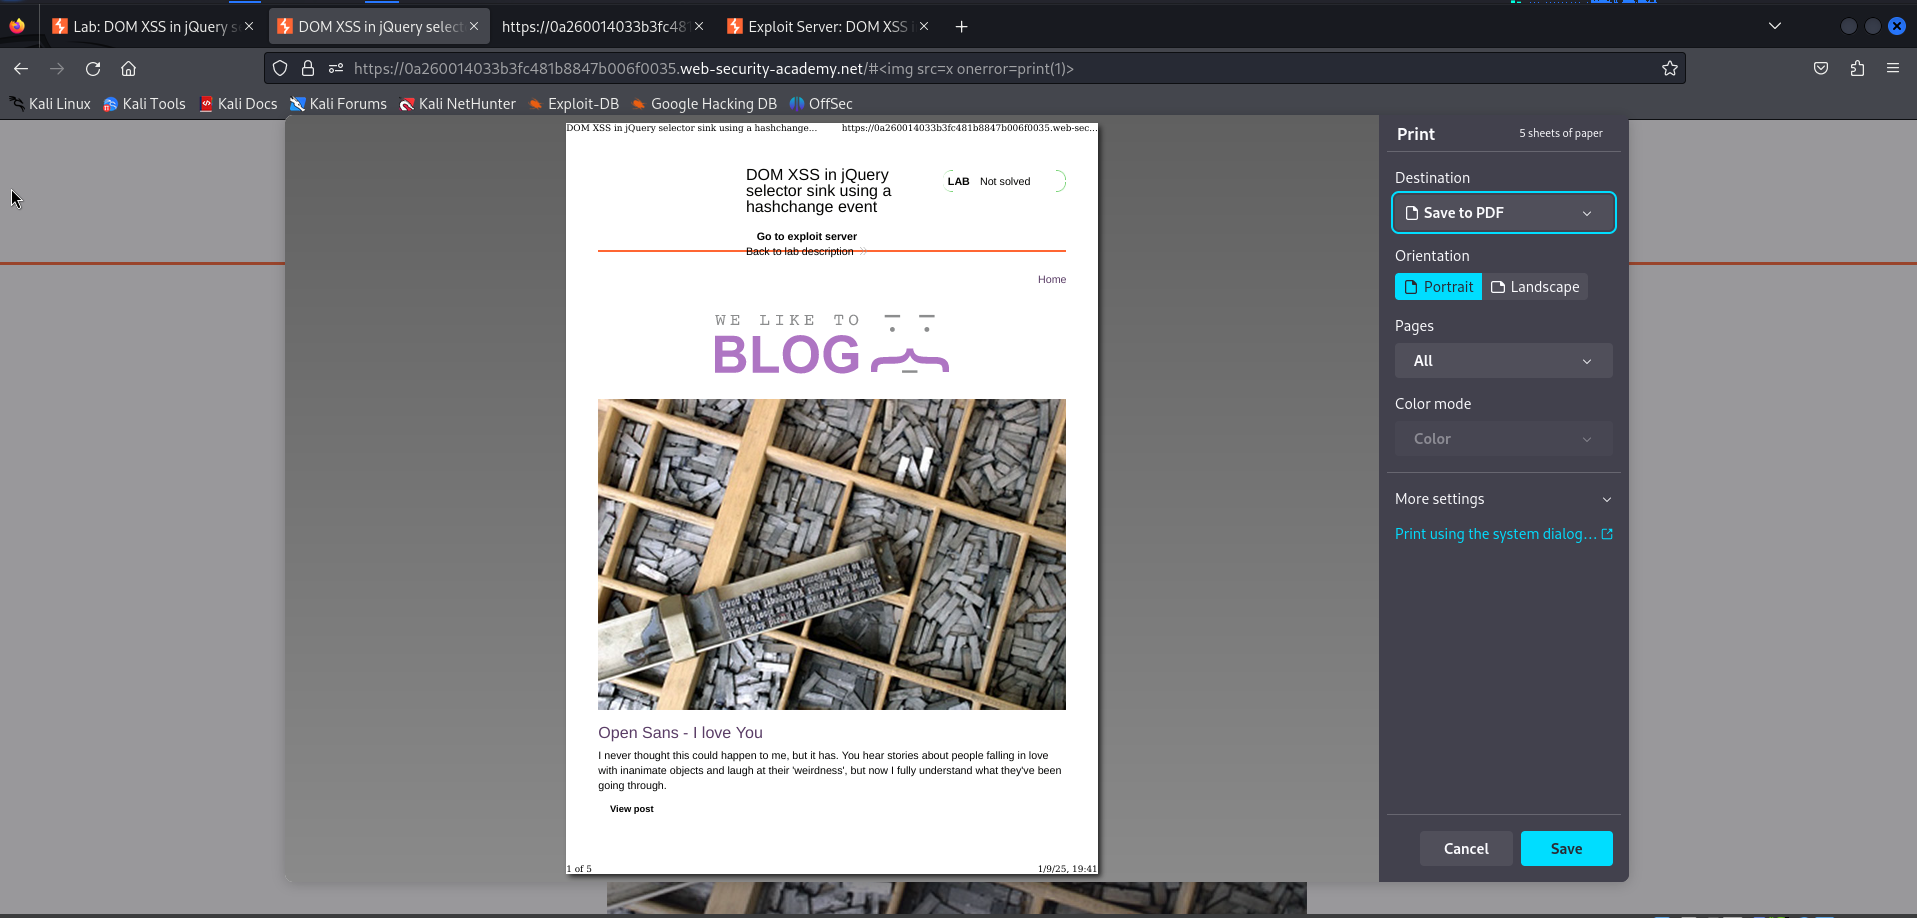 Lab: DOM XSS in jQuery s
DOM XSS in jQuery select
https://0a260014033b3fc481
Exploit Server: DOM XSS i
https://0a260014033b3fc481b8847b006f0035.web-security-academy.net/#<img src=x onerror=print(1)>
Kali Linux
Kali Tools
Kali Docs
Kali Forums
Kali NetHunter
Exploit-DB
Google Hacking DB
OffSec
DOM XSS in jQuery selector sink using a hashchange...
https://0a260014033b3fc481b8847b006f0035.web-sec...
DOM XSS in jQuery
selector sink using a
hashchange event
LAB Not solved
Go to exploit server
Back to lab description
Home
WE LIKE TO
BLOG
Open Sans - I love You
I never thought this could happen to me, but it has. You hear stories about people falling in love
with inanimate objects and laugh at their 'weirdness', but now I fully understand what they've been
going through.
View post
1 of 5
1/9/25, 19:41
Print
5 sheets of paper
Destination
Save to PDF
Orientation
Portrait
Landscape
Pages
All
Color mode
Color
More settings
Print using the system dialog...
Cancel
Save